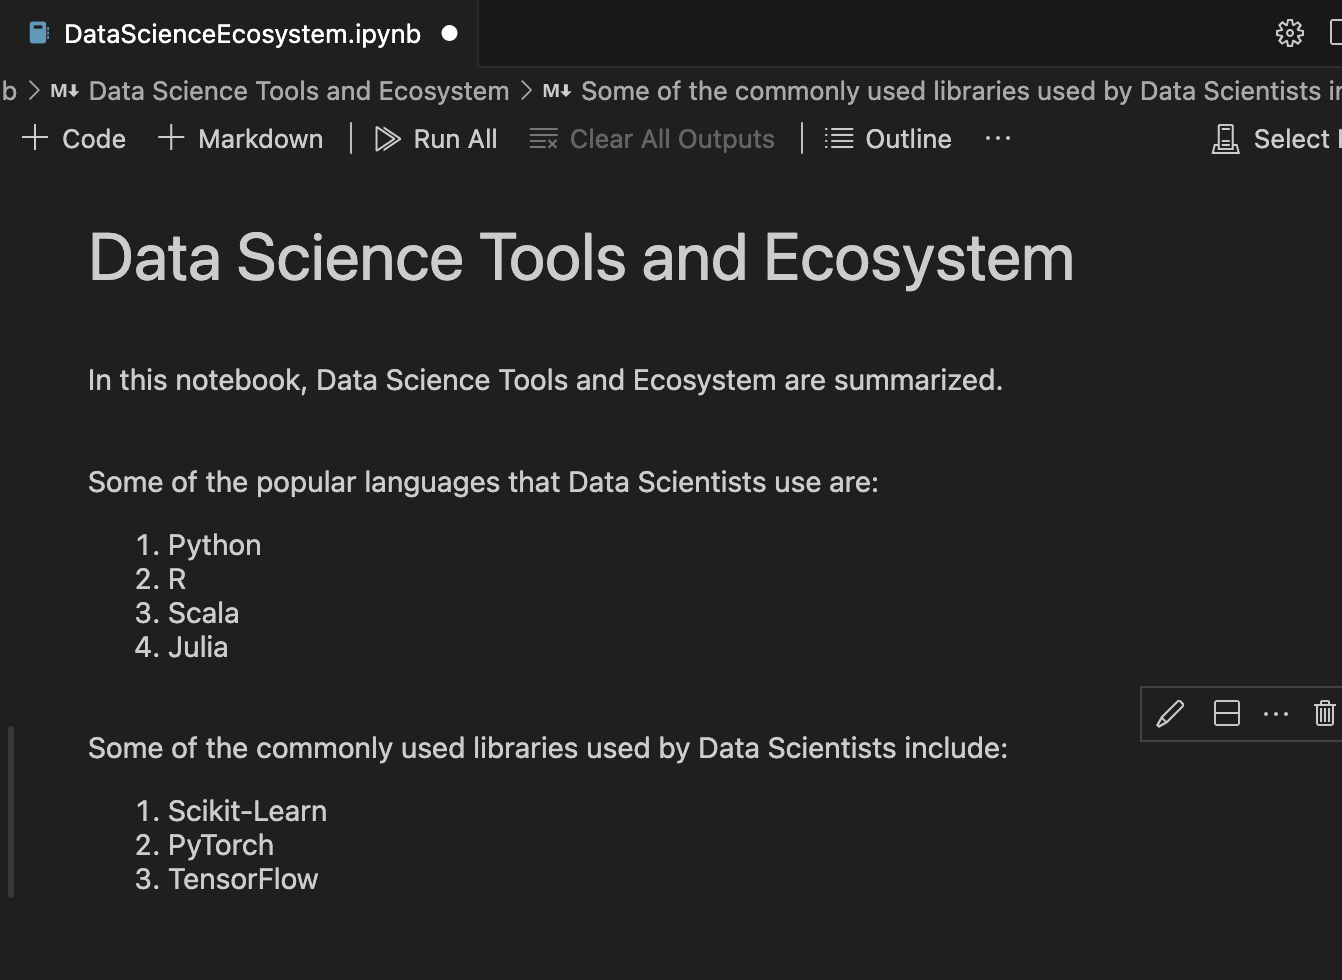 DataScienceEcosystem.ipynb
b > M↓ Data Science Tools and Ecosystem > M↓ Some of the commonly used libraries used by Data Scientists
+ Code + Markdown | Run All Clear All Outputs | Outline ··· Select
Data Science Tools and Ecosystem
In this notebook, Data Science Tools and Ecosystem are summarized.
Some of the popular languages that Data Scientists use are:
1. Python
2. R
3. Scala
4. Julia
Some of the commonly used libraries used by Data Scientists include:
1. Scikit-Learn
2. PyTorch
3. TensorFlow